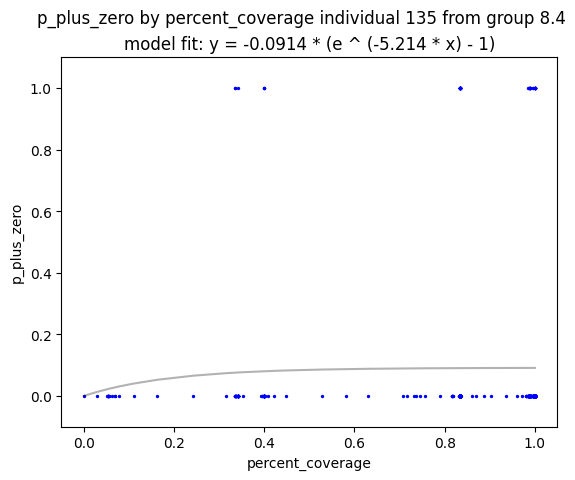 p_plus_zero by percent_coverage individual 135 from group 8.4
model fit: y = -0.0914 * (e ^ (-5.214 * x) - 1)
1.0
0.8
0.6
0.4
0.2
0.0
p_plus_zero
0.0 0.2 0.4 0.6 0.8 1.0
percent_coverage